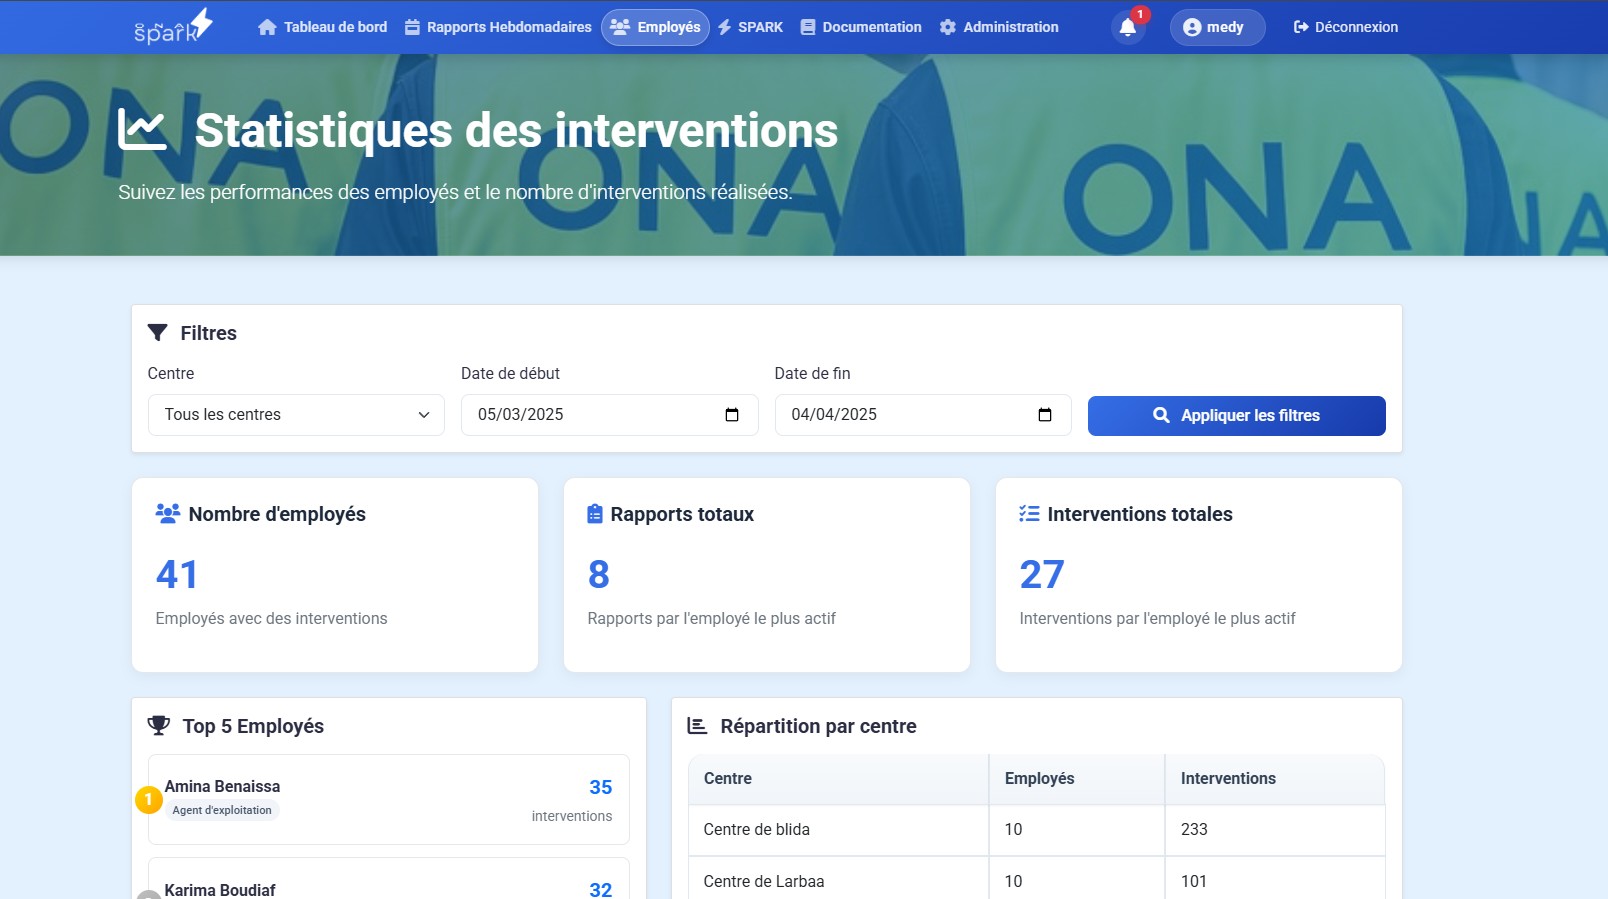 spark
Tableau de bord
Rapports Hebdomadaires
Employés
SPARK
Documentation
Administration
1
medy
Déconnexion
ONA
ONA
ONA
NA
Statistiques des interventions
Suivez les performances des employés et le nombre d'interventions réalisées.
Filtres
Centre
Date de début
Date de fin
Tous les centres
05/03/2025
04/04/2025
Appliquer les filtres
Nombre d'employés
41
Employés avec des interventions
Rapports totaux
8
Rapports par l'employé le plus actif
Interventions totales
27
Interventions par l'employé le plus actif
Top 5 Employés
1
Amina Benaissa
Agent d'exploitation
35
interventions
Karima Boudiaf
32
Répartition par centre
Centre
Employés
Interventions
Centre de blida
10
233
Centre de Larbaa
10
101